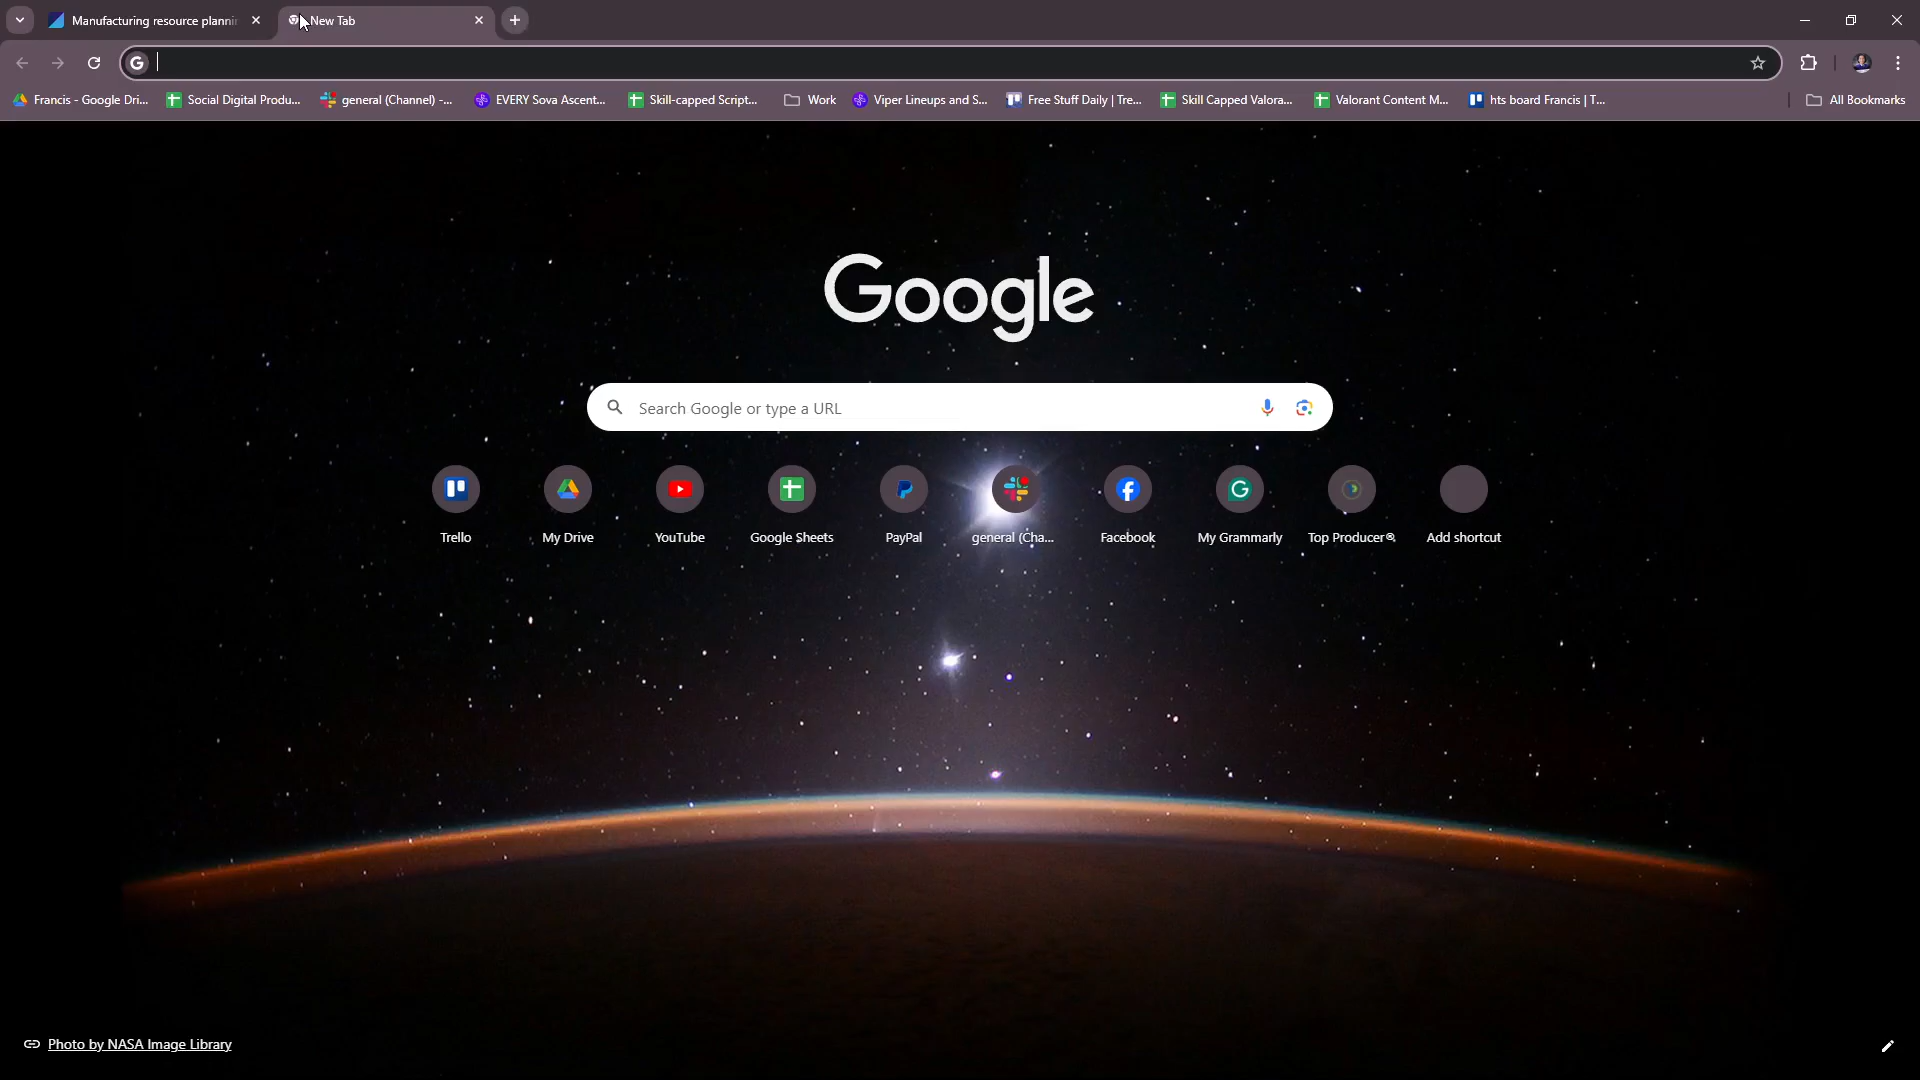 Manufacturing resource planni
New Tab
Francis - Google Dri...
Social Digital Produ...
general (Channel) -...
EVERY Sova Ascent...
Skill-capped Script...
Work
Viper Lineups and S...
Free Stuff Daily | Tre...
Skill Capped Valora...
Valorant Content M...
hts board Francis | T...
All Bookmarks
Google
Search Google or type a URL
Trello
My Drive
YouTube
Google Sheets
PayPal
general (Cha...
Facebook
My Grammarly
Top Producer®
Add shortcut
Photo by NASA Image Library